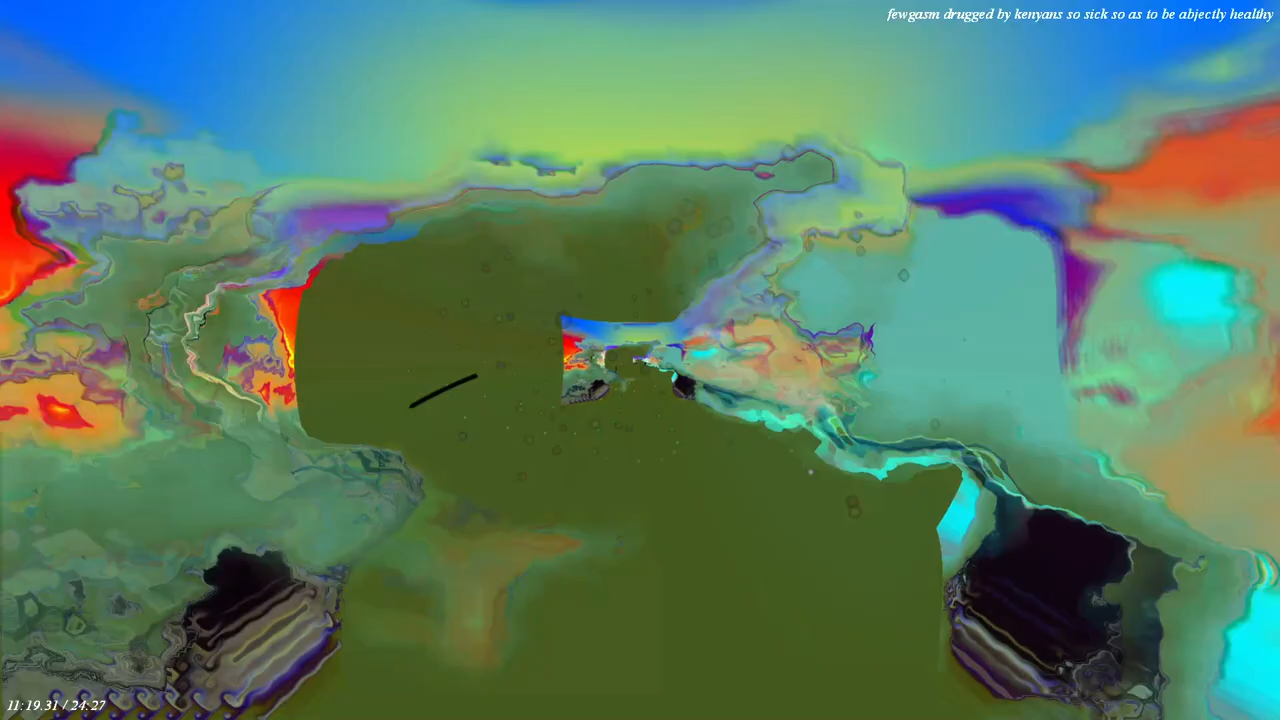 fewgasm drugged by kenyans so sick so as to be abjectly healthy
11:19.31 / 24:27